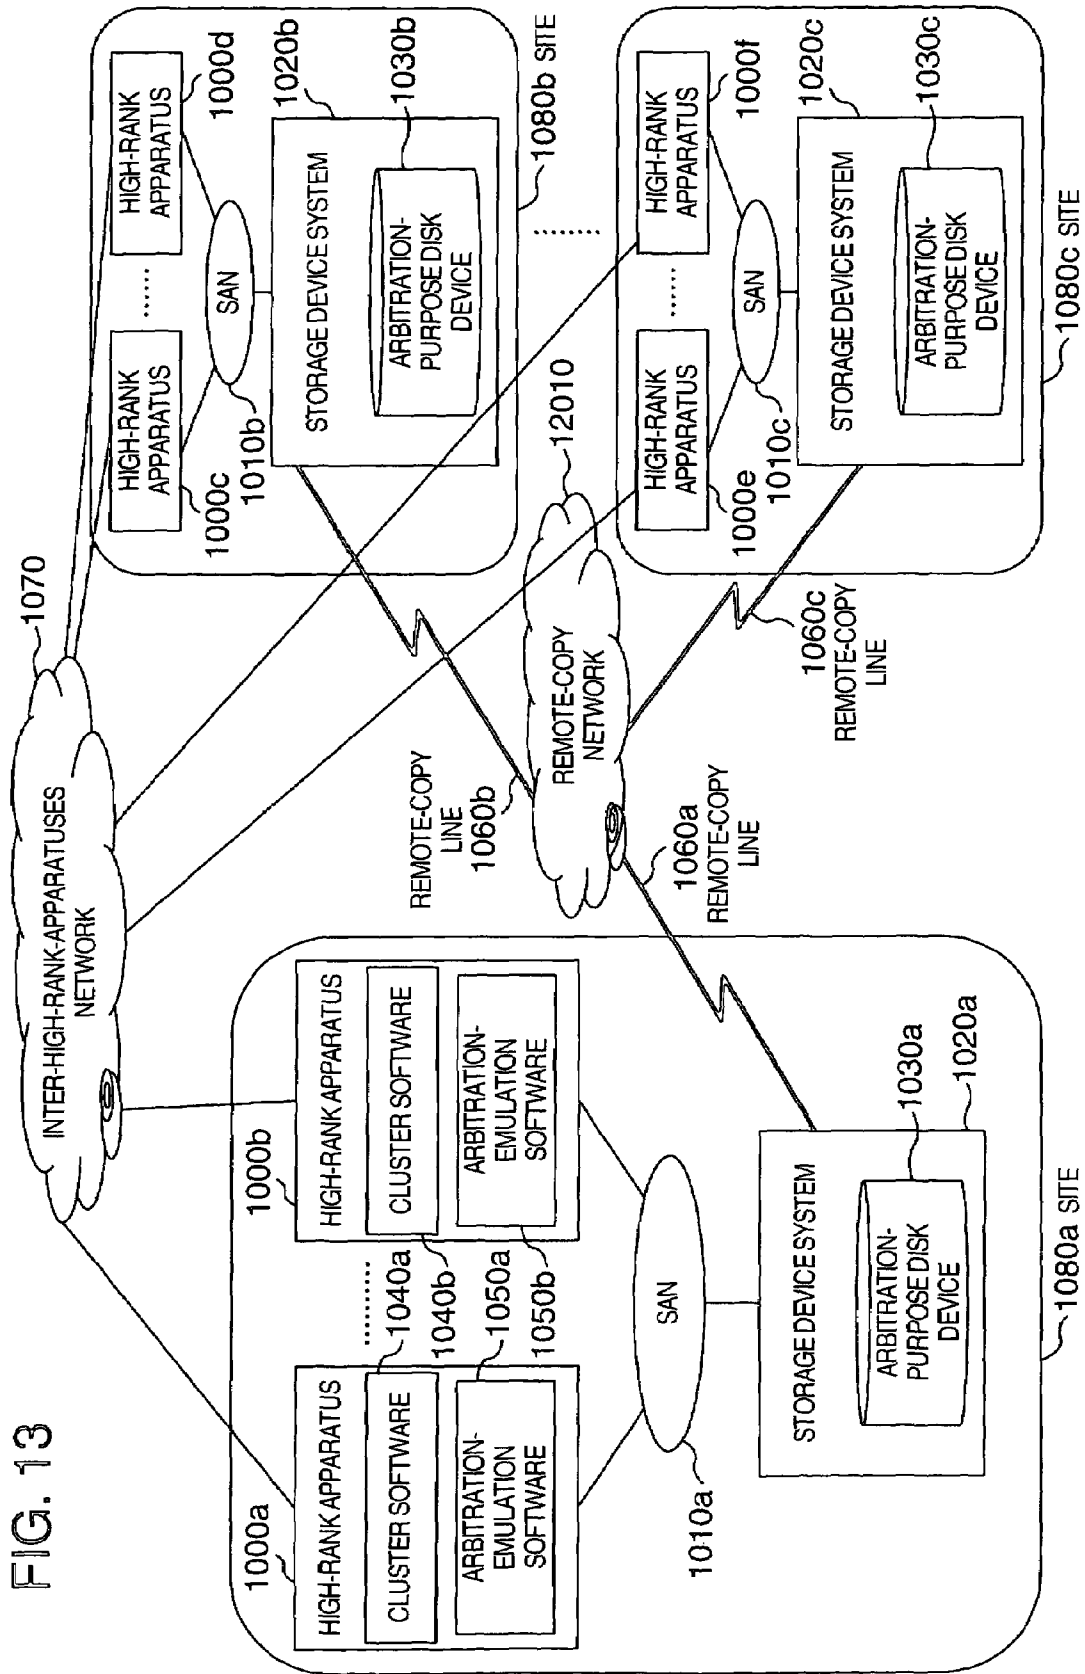 FIG. 13
INTER-HIGH-RANK-APPARATUSES
NETWORK
1070
1000a
HIGH-RANK APPARATUS
CLUSTER SOFTWARE
ARBITRATION-
EMULATION
SOFTWARE
1040a
1040b
1050a
1050b
1000b
HIGH-RANK APPARATUS
CLUSTER SOFTWARE
ARBITRATION-
EMULATION
SOFTWARE
SAN
1010a
STORAGE DEVICE SYSTEM
ARBITRATION-
PURPOSE DISK
DEVICE
1030a
1020a
1080a SITE
REMOTE-COPY
LINE
1060b
1060a
REMOTE-COPY
LINE
REMOTE-COPY
NETWORK
12010
1060c
REMOTE-COPY
LINE
HIGH-RANK
APPARATUS
1000c
HIGH-RANK
APPARATUS
1000d
SAN
1010b
STORAGE DEVICE SYSTEM
1020b
ARBITRATION-
PURPOSE DISK
DEVICE
1030b
1080b SITE
HIGH-RANK
APPARATUS
1000e
HIGH-RANK
APPARATUS
1000f
SAN
1010c
STORAGE DEVICE SYSTEM
1020c
ARBITRATION-
PURPOSE DISK
DEVICE
1030c
1080c SITE